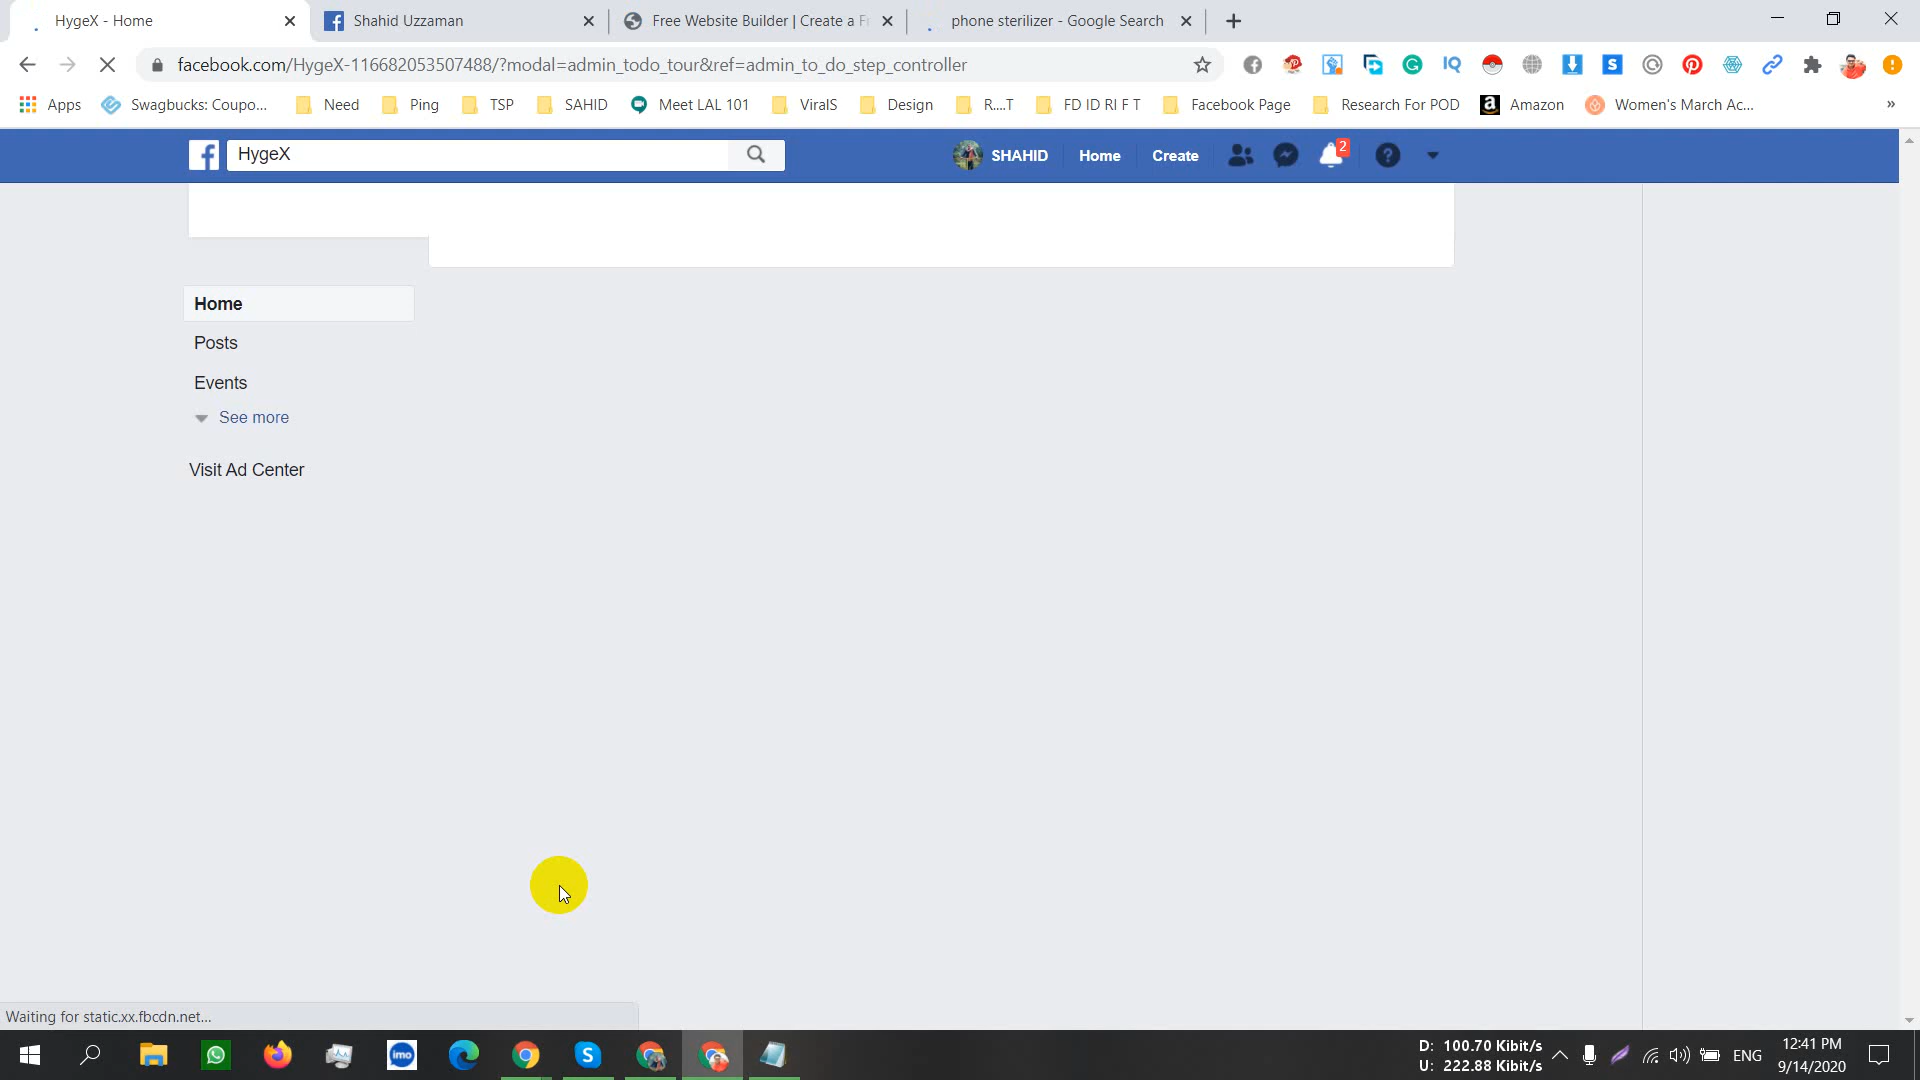 HygeX - Home
Shahid Uzzaman
Free Website Builder | Create a Fr
phone sterilizer - Google Search
facebook.com/HygeX-116682053507488/?modal=admin_todo_tour&ref=admin_to_do_step_controller
IQ
S
Apps
Swagbucks: Coupo...
Need
Ping
TSP
SAHID
Meet LAL 101
ViralS
Design
R....T
FD ID RI F T
Facebook Page
Research For POD
a
Amazon
Women's March Ac...
»
f
HygeX
SHAHID
Home
Create
2
?
Home
Posts
Events
See more
Visit Ad Center
Waiting for static.xx.fbcdn.net...
imo
S
D: 100.70 Kibit/s
U: 222.88 Kibit/s
ENG
12:41 PM
9/14/2020